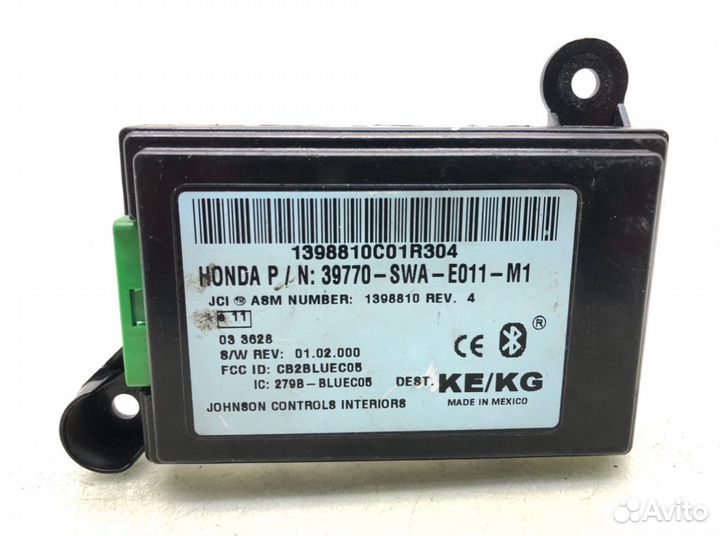 1398810C01R304
HONDA P/N: 39770-SWA-E011-M1
JCI ASM NUMBER: 1398810 REV. 4
e 11
03 3628
S/W REV: 01.02.000
FCC ID: CB2BLUEC05
IC: 279B-BLUEC05
DEST. KE/KG
CE ®
JOHNSON CONTROLS INTERIORS
MADE IN MEXICO
Avito